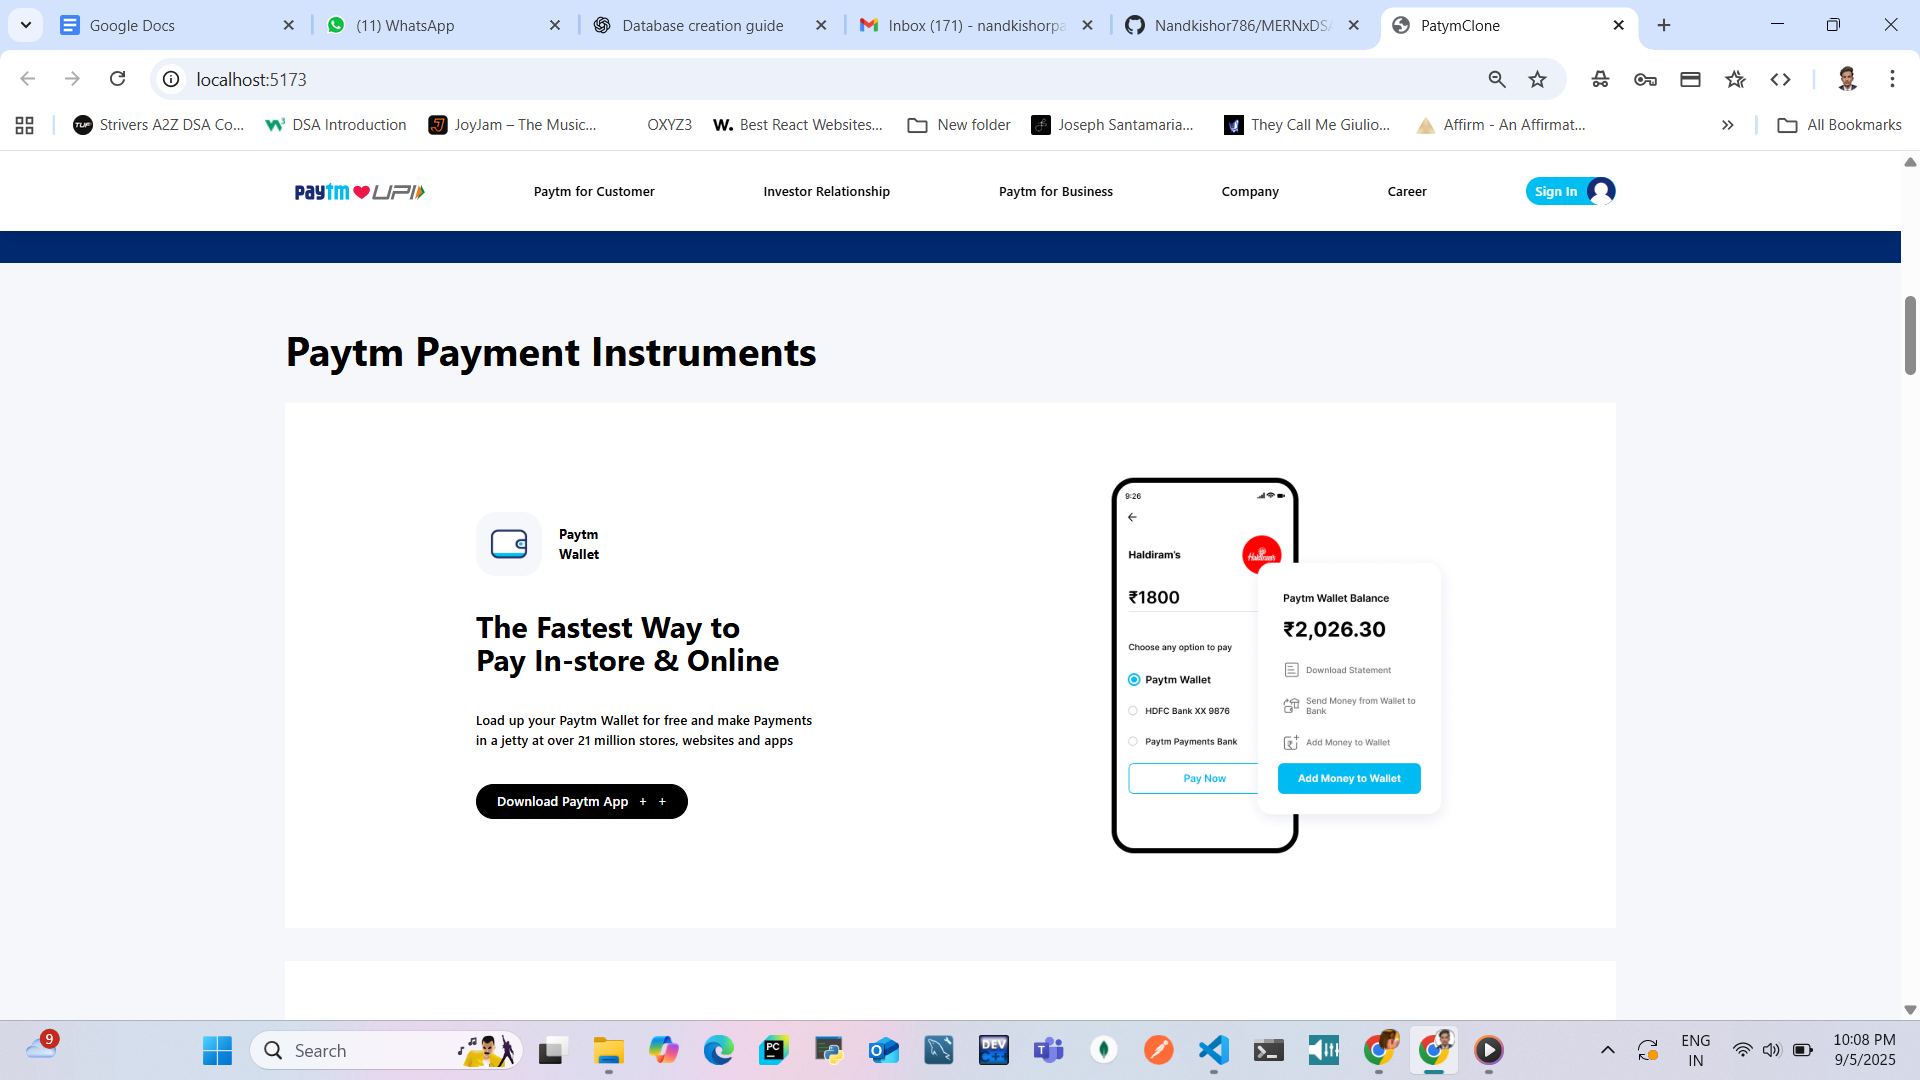 Google Docs
(11) WhatsApp
Database creation guide
Inbox (171) - nandkishorpa
Nandkishor786/MERNxDSA
PatymClone
localhost:5173
TUF
Strivers A2Z DSA Co...
DSA Introduction
JoyJam – The Music...
OXYZ3
W. Best React Websites...
New folder
Joseph Santamaria...
They Call Me Giulio...
Affirm - An Affirmat...
All Bookmarks
paytm UPI
Paytm for Customer
Investor Relationship
Paytm for Business
Company
Career
Sign In
Paytm Payment Instruments
Paytm
Wallet
The Fastest Way to
Pay In-store & Online
Load up your Paytm Wallet for free and make Payments
in a jetty at over 21 million stores, websites and apps
Download Paytm App + +
9:26
Haldiram's
Haldiram's
₹1800
Choose any option to pay
Paytm Wallet
HDFC Bank XX 9876
Paytm Payments Bank
Pay Now
Paytm Wallet Balance
₹2,026.30
Download Statement
Send Money from Wallet to
Bank
Add Money to Wallet
Add Money to Wallet
9
Search
PC
DEV
C++
ENG
IN
10:08 PM
9/5/2025